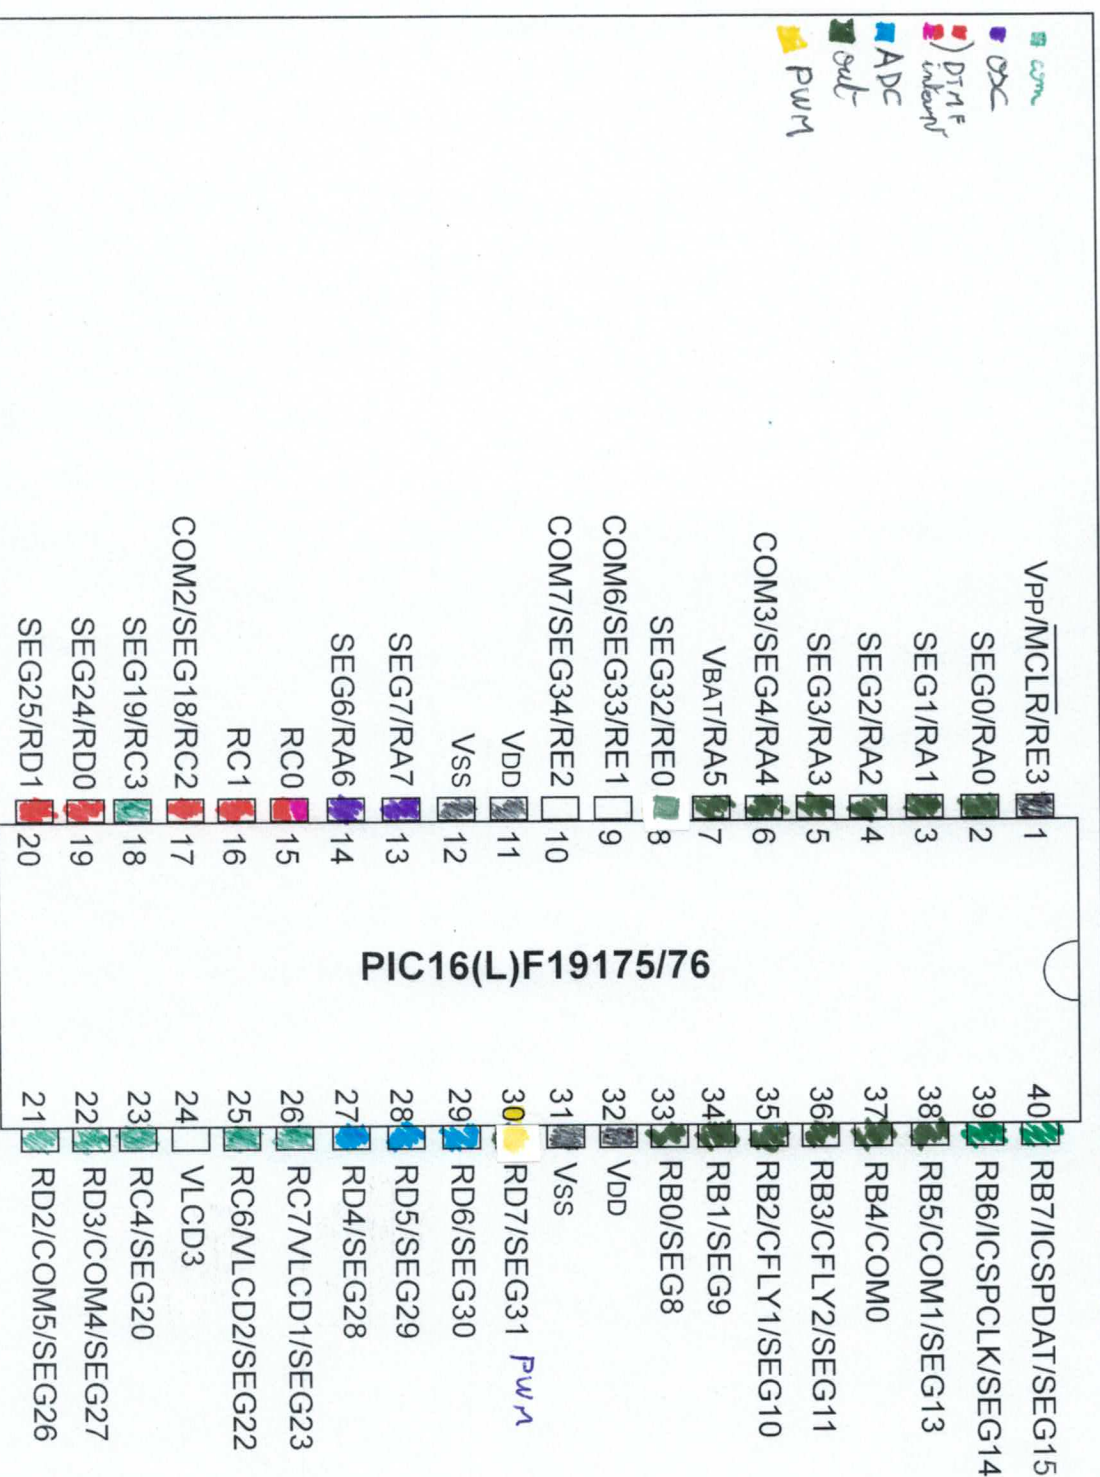 com
OSC
DTMF
interr
ADC
out
PWM
VPP/MCLR/RE3 1
SEG0/RA0 2
SEG1/RA1 3
SEG2/RA2 4
SEG3/RA3 5
COM3/SEG4/RA4 6
VBAT/RA5 7
SEG32/RE0 8
COM6/SEG33/RE1 9
COM7/SEG34/RE2 10
VDD 11
VSS 12
SEG7/RA7 13
SEG6/RA6 14
RC0 15
RC1 16
COM2/SEG18/RC2 17
SEG19/RC3 18
SEG24/RD0 19
SEG25/RD1 20
PIC16(L)F19175/76
40 RB7/ICSPDAT/SEG15
39 RB6/ICSPCLK/SEG14
38 RB5/COM1/SEG13
37 RB4/COM0
36 RB3/CFLY2/SEG11
35 RB2/CFLY1/SEG10
34 RB1/SEG9
33 RB0/SEG8
32 VDD
31 VSS
30 RD7/SEG31 PWM
29 RD6/SEG30
28 RD5/SEG29
27 RD4/SEG28
26 RC7/VLCD1/SEG23
25 RC6/VLCD2/SEG22
24 VLCD3
23 RC4/SEG20
22 RD3/COM4/SEG27
21 RD2/COM5/SEG26